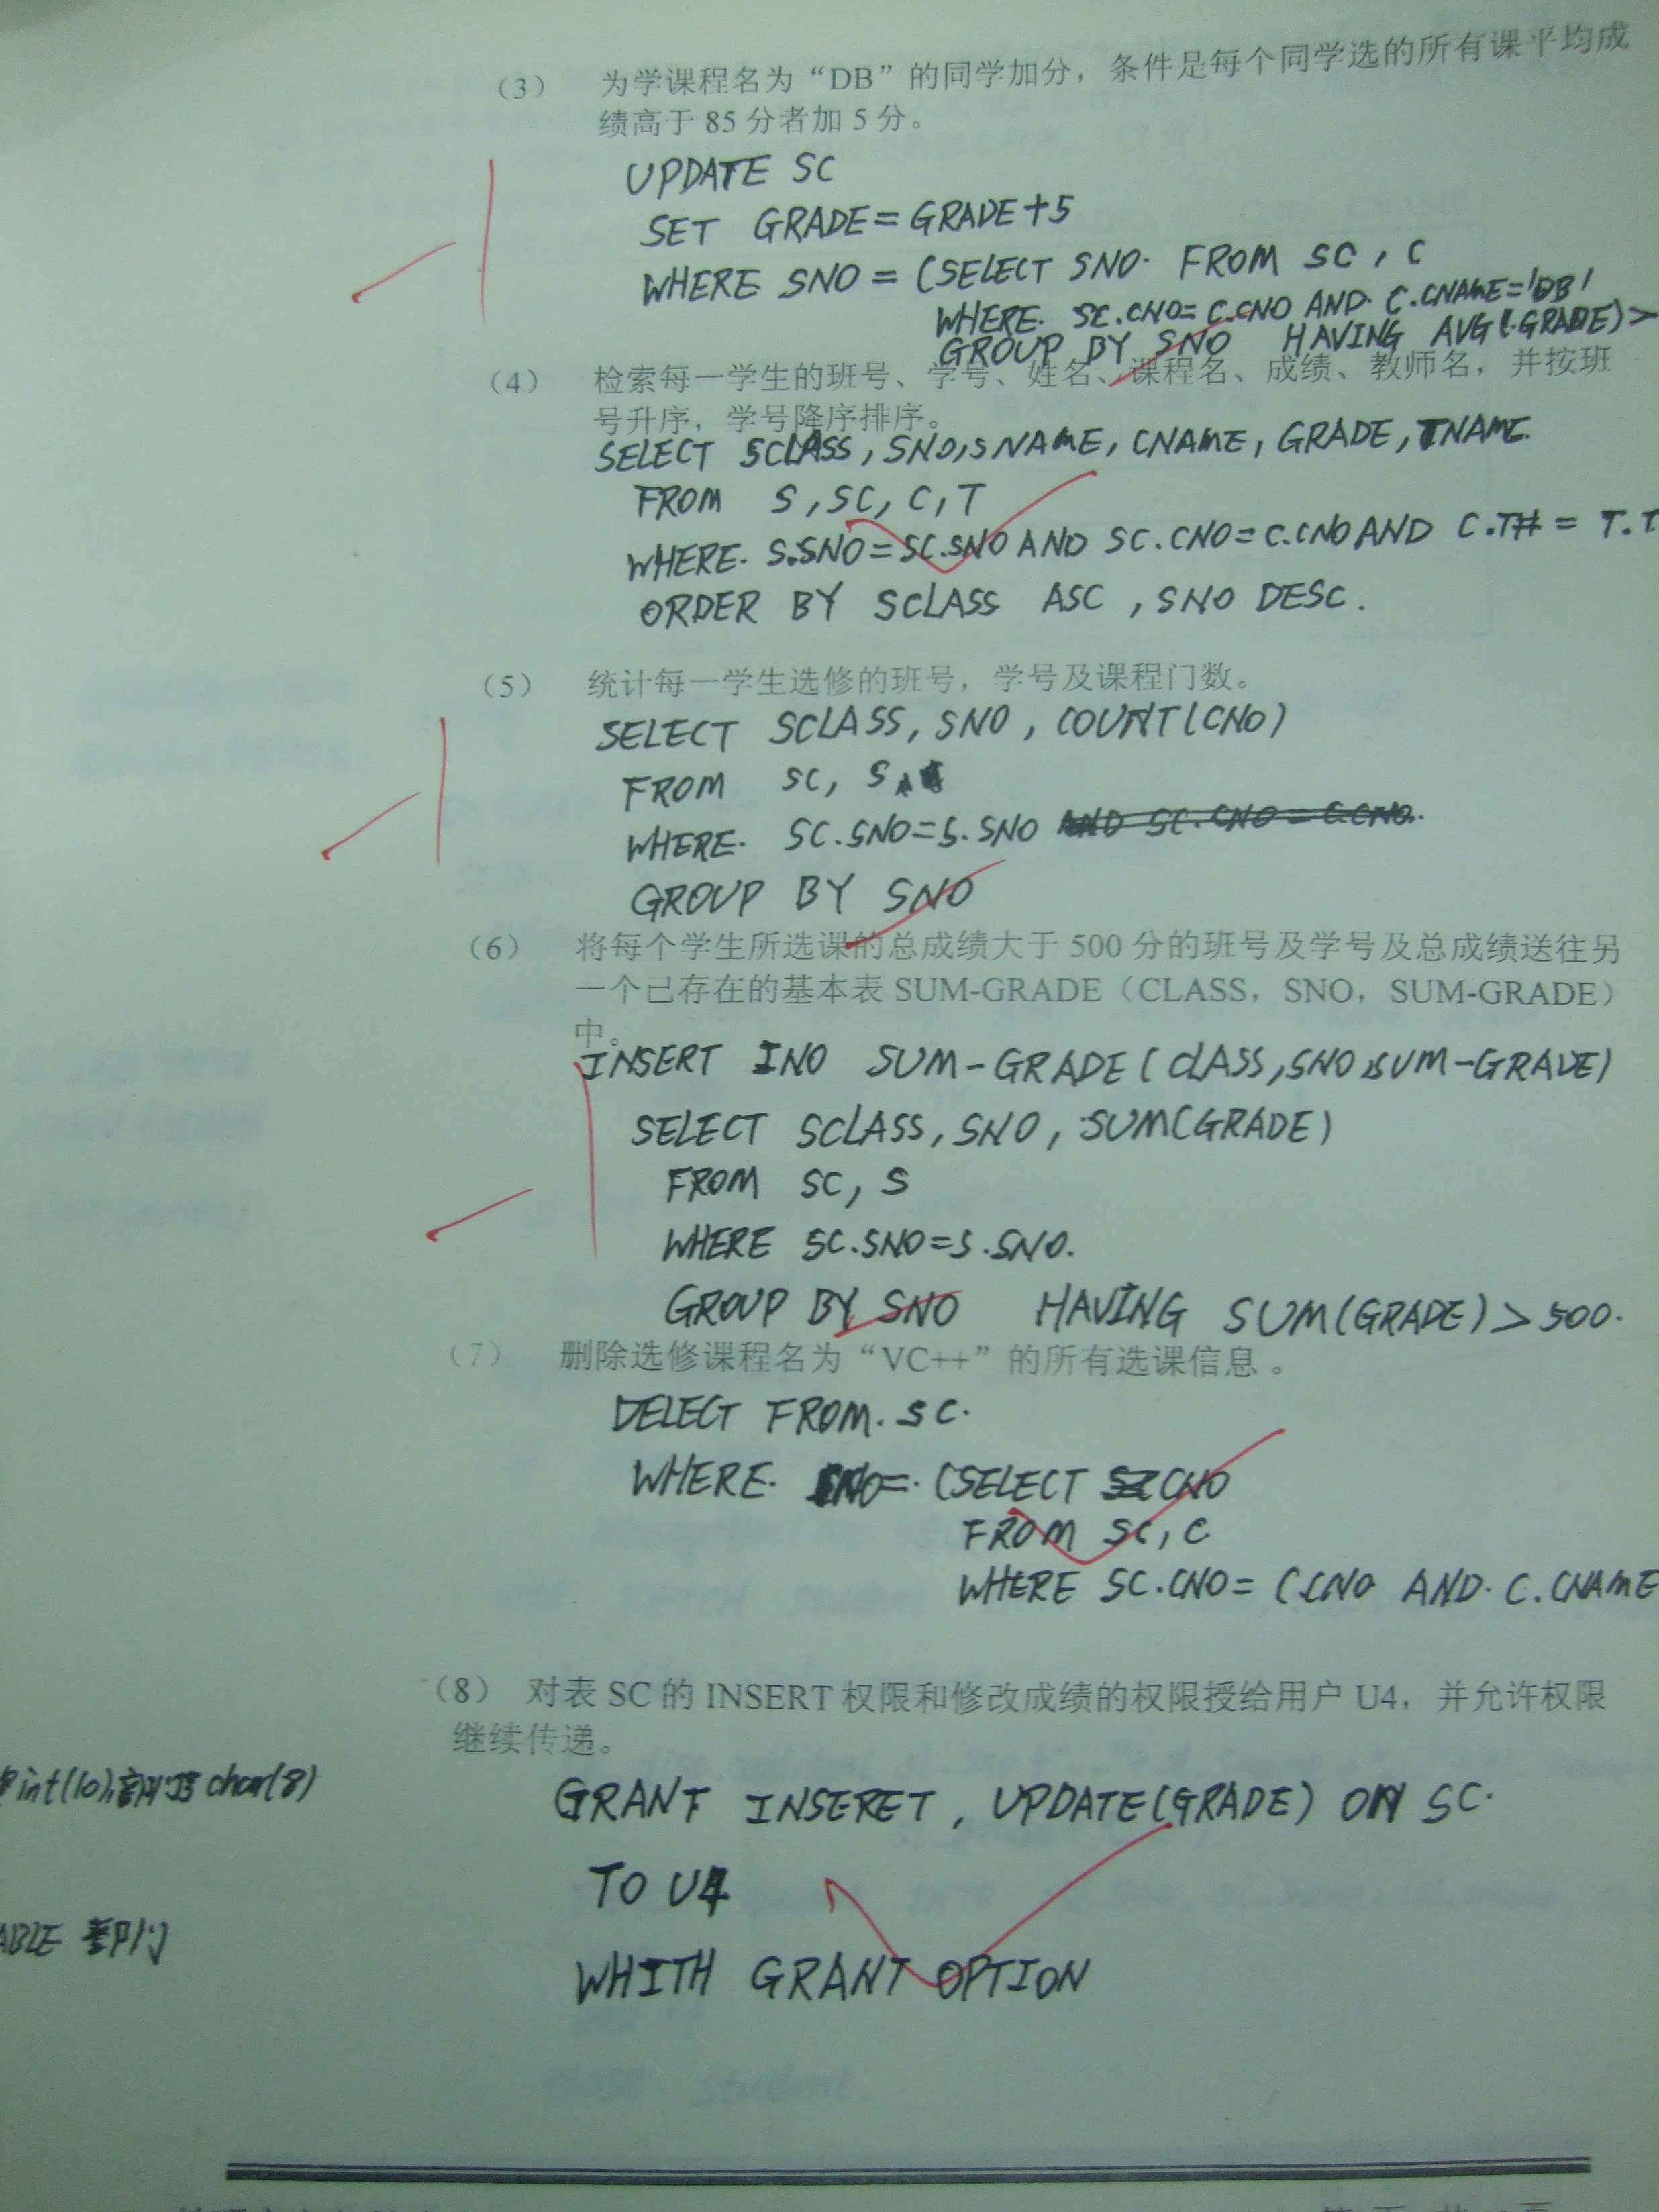 （3） 为学课程名为“DB”的同学加分，条件是每个同学选的所有课平均成
绩高于 85 分者加 5 分。
UPDATE SC
SET GRADE=GRADE+5
WHERE SNO = (SELECT SNO. FROM SC, C
WHERE. SC.CNO=C.CNO AND. C.CNAME='DB'
GROUP BY SNO HAVING AVG(.GRADE)>
（4） 检索每一学生的班号、学号、姓名、课程名、成绩、教师名，并按班
号升序，学号降序排序。
SELECT SCLASS, SNO, SNAME, CNAME, GRADE, TNAME.
FROM S, SC, C, T
WHERE. S.SNO=SC.SNO AND SC.CNO=C.CNO AND C.T# = T.T
ORDER BY SCLASS ASC , SNO DESC.
（5） 统计每一学生选修的班号，学号及课程门数。
SELECT SCLASS, SNO, COUNT(CNO)
FROM SC, S
WHERE. SC.SNO=S.SNO AND SC.CNO=C.CNO.
GROUP BY SNO
（6） 将每个学生所选课的总成绩大于 500 分的班号及学号及总成绩送往另
一个已存在的基本表 SUM-GRADE（CLASS，SNO，SUM-GRADE）
中。
INSERT INO SUM-GRADE(CLASS,SNO,SUM-GRADE)
SELECT SCLASS, SNO, SUM(GRADE)
FROM SC, S
WHERE SC.SNO=S.SNO.
GROUP BY SNO HAVING SUM(GRADE)>500.
（7） 删除选修课程名为“VC++”的所有选课信息 。
DELECT FROM. SC.
WHERE. NO=. (SELECT CNO
FROM SC, C
WHERE SC.CNO= C.CNO AND. C.CNAME
（8） 对表 SC 的 INSERT 权限和修改成绩的权限授给用户 U4，并允许权限
继续传递。
int(10), char(8)
GRANT INSERET , UPDATE(GRADE) ON SC.
TO U4
ABLE
WHITH GRANT OPTION